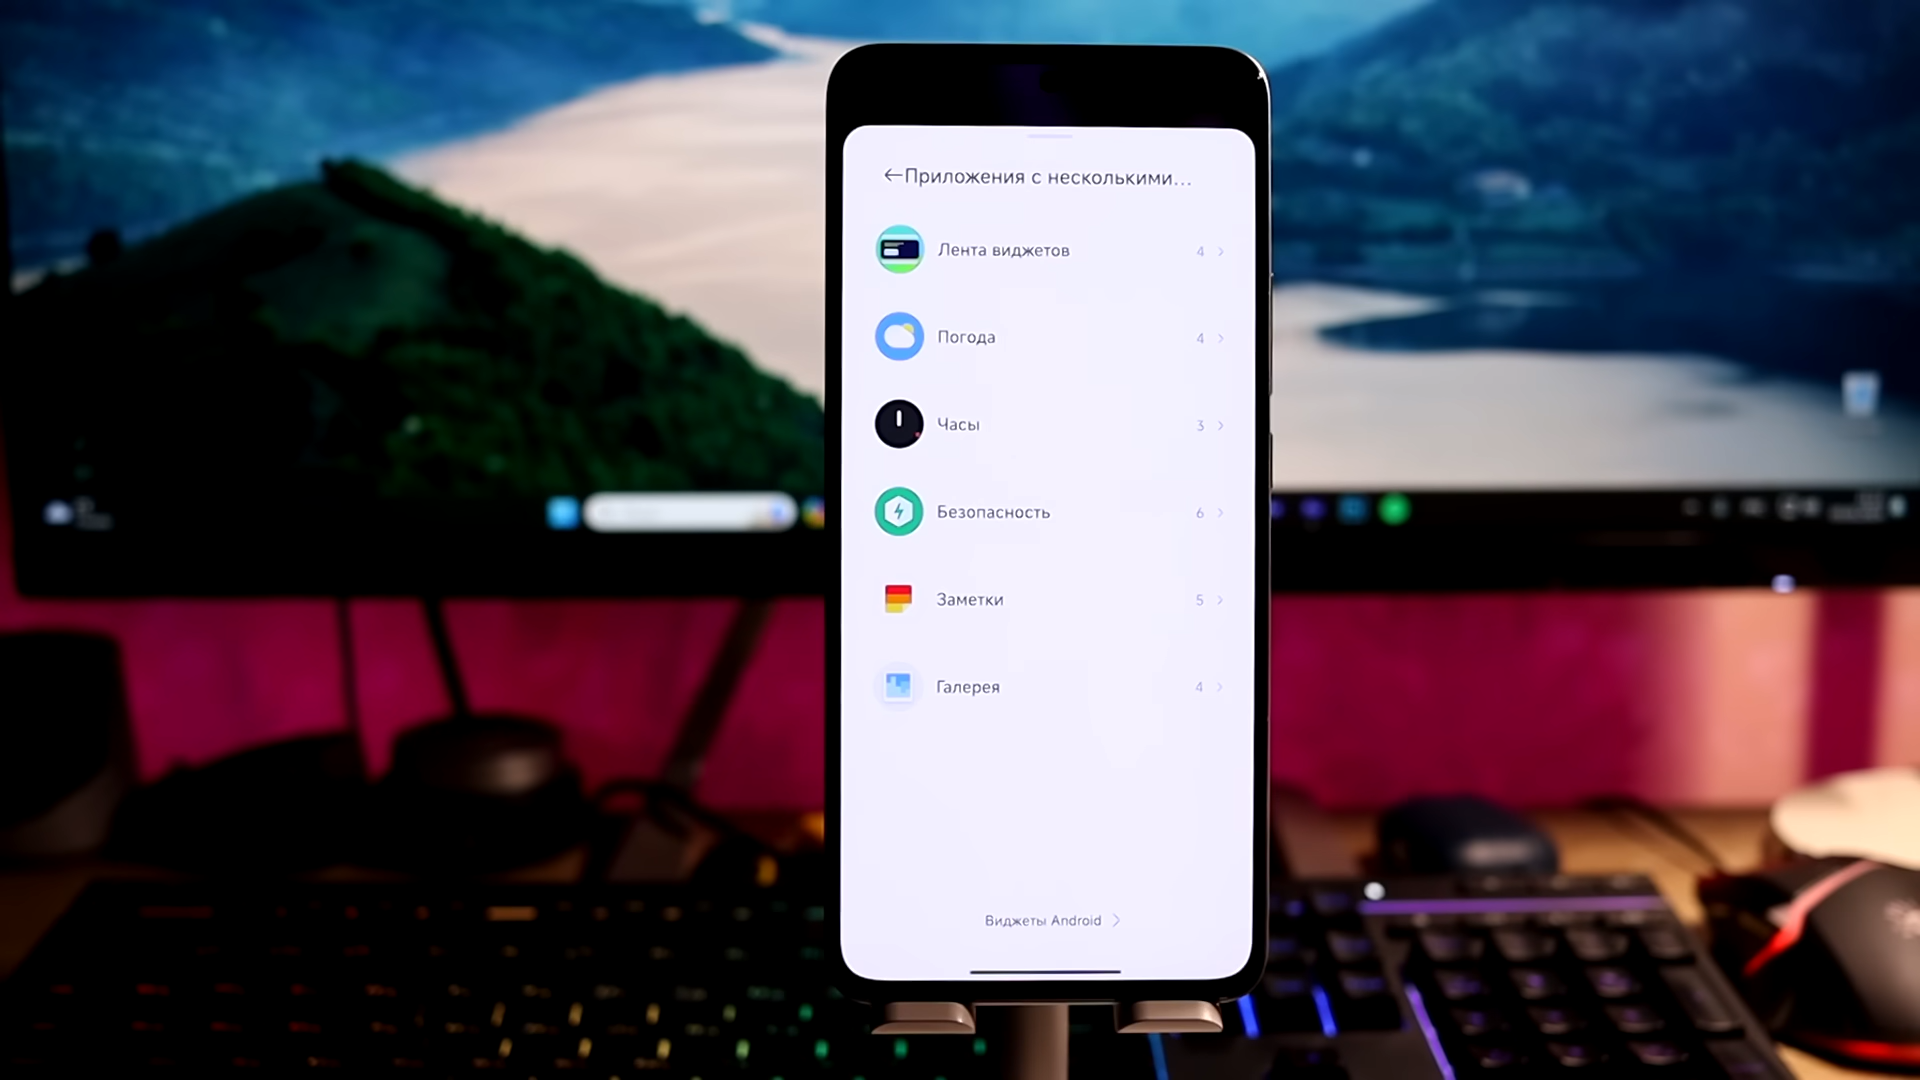 ←Приложения с несколькими...
Лента виджетов 4 >
Погода 4 >
Часы 3 >
Безопасность 6 >
Заметки 5 >
Галерея 4 >
Виджеты Android >